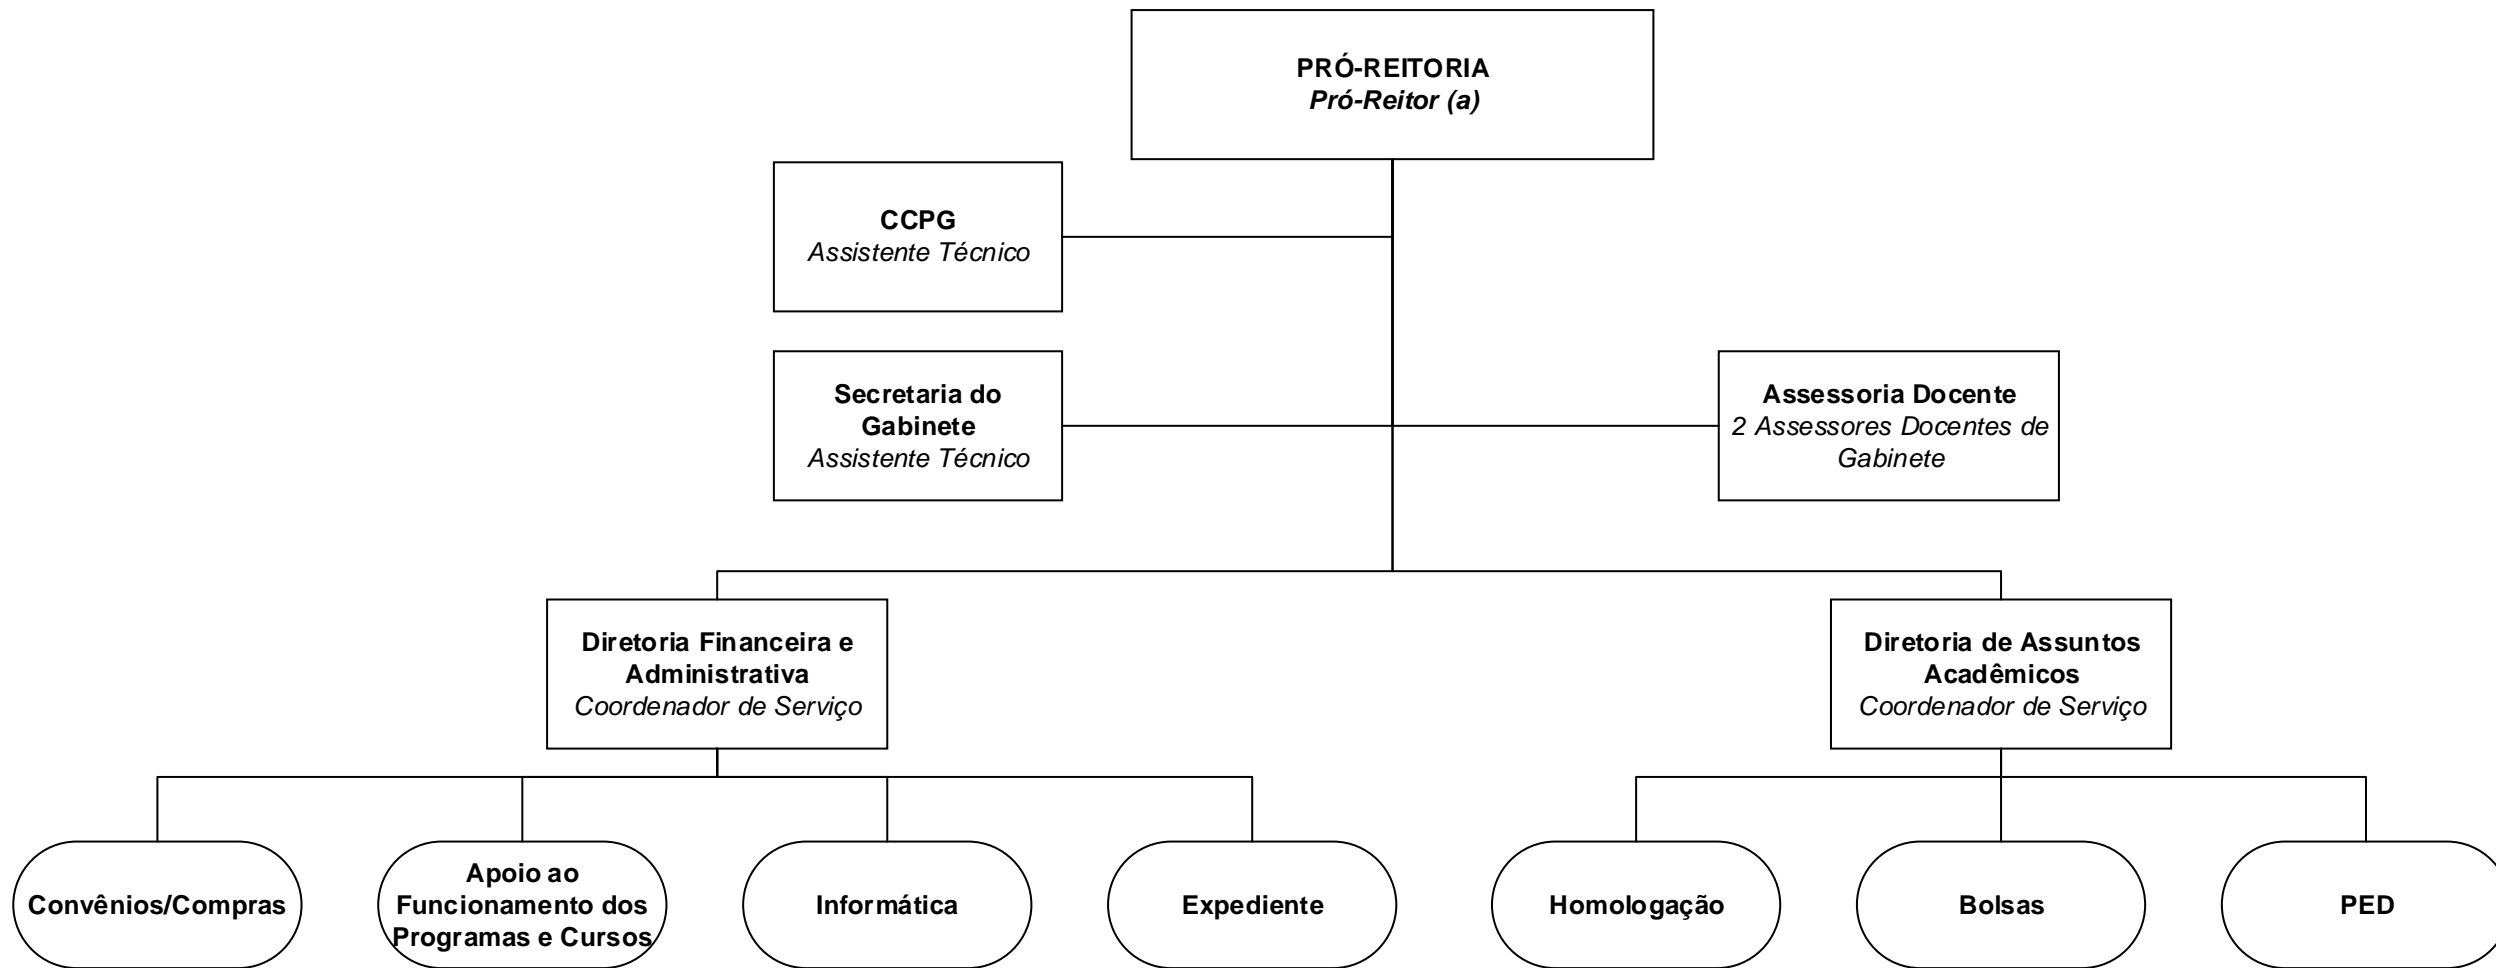 PRÓ-REITORIA
Pró-Reitor (a)
CCPG
Assistente Técnico
Secretaria do
Gabinete
Assistente Técnico
Assessoria Docente
2 Assessores Docentes de
Gabinete
Diretoria Financeira e
Administrativa
Coordenador de Serviço
Diretoria de Assuntos
Acadêmicos
Coordenador de Serviço
Convênios/Compras
Apoio ao
Funcionamento dos
Programas e Cursos
Informática
Expediente
Homologação
Bolsas
PED